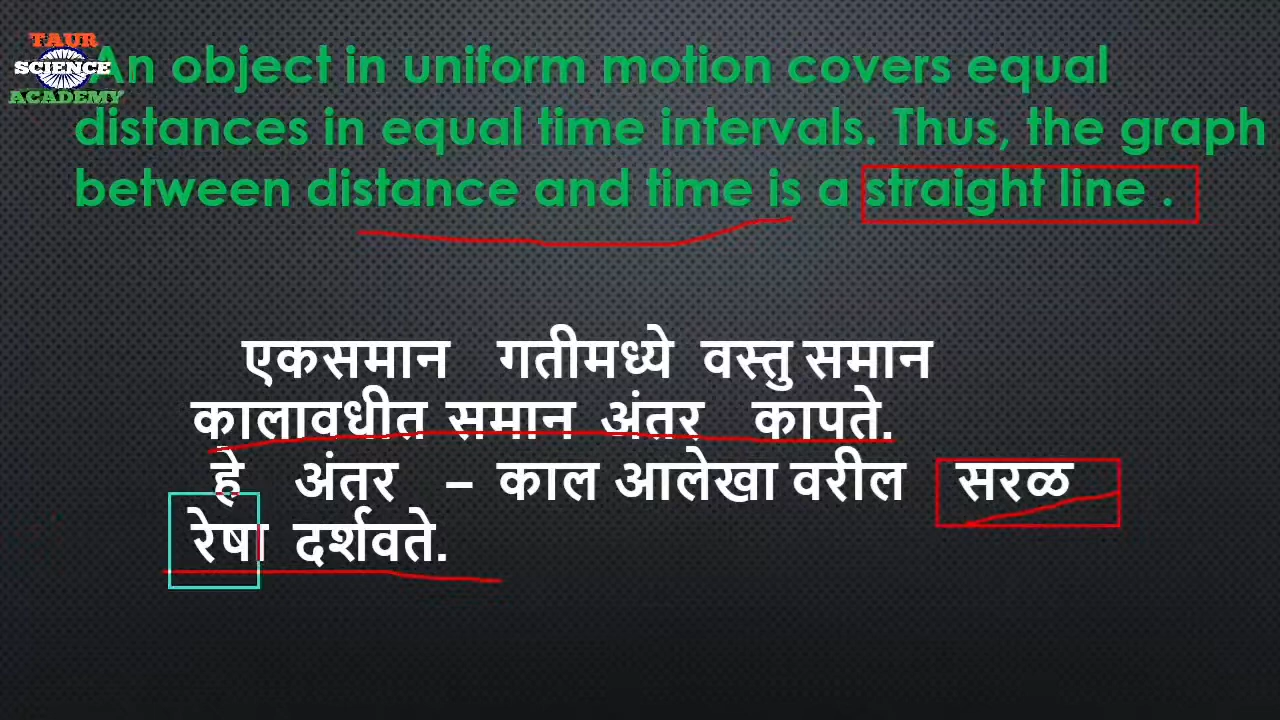 TAUR
SCIENCE
ACADEMY
An object in uniform motion covers equal
distances in equal time intervals. Thus, the graph
between distance and time is a straight line .
एकसमान गतीमध्ये वस्तु समान
कालावधीत समान अंतर कापते.
हे अंतर – काल आलेखा वरील सरळ
रेषा दर्शवते.